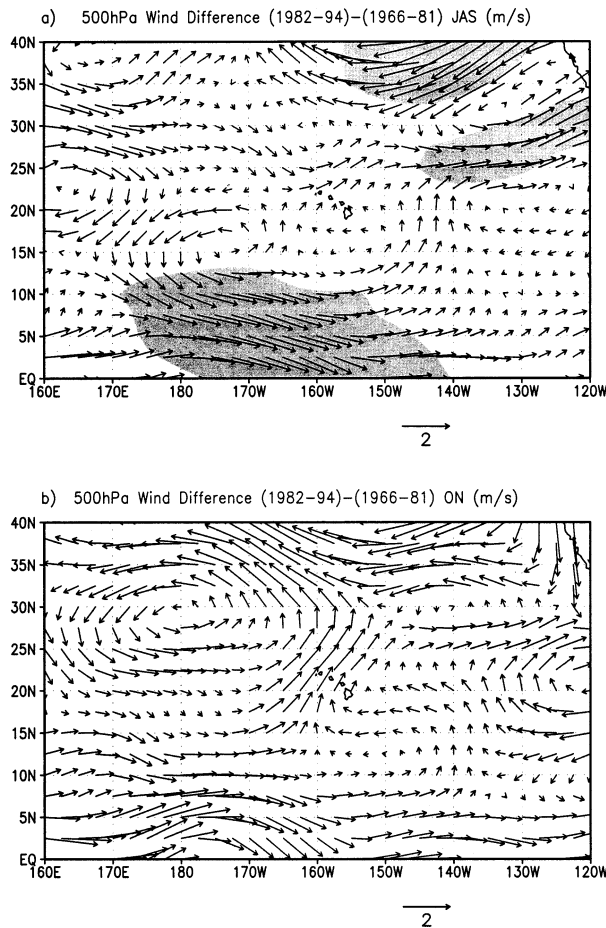 a) 500hPa Wind Difference (1982-94)-(1966-81) JAS (m/s)
40N
35N
30N
25N
20N
15N
10N
5N
EQ
160E 170E 180 170W 160W 150W 140W 130W 120W
2
b) 500hPa Wind Difference (1982-94)-(1966-81) ON (m/s)
40N
35N
30N
25N
20N
15N
10N
5N
EQ
160E 170E 180 170W 160W 150W 140W 130W 120W
2